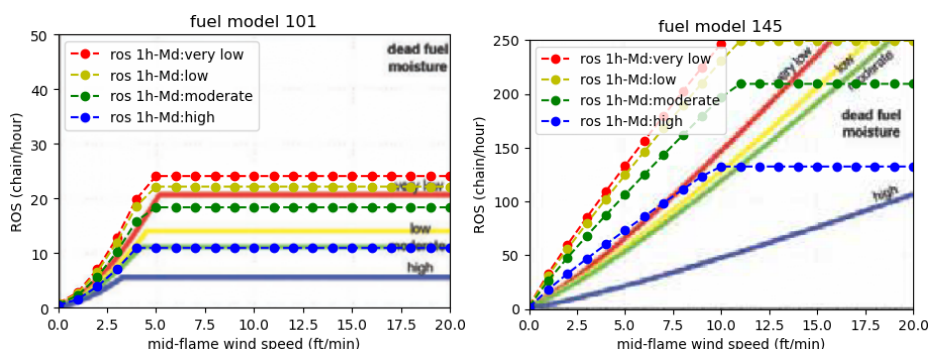 fuel model 101
50
40
30
20
10
0
ROS (chain/hour)
ros 1h-Md:very low
ros 1h-Md:low
ros 1h-Md:moderate
ros 1h-Md:high
dead fuel
moisture
very low
low
moderate
high
0.0 2.5 5.0 7.5 10.0 12.5 15.0 17.5 20.0
mid-flame wind speed (ft/min)
fuel model 145
250
200
150
100
50
0
ROS (chain/hour)
ros 1h-Md:very low
ros 1h-Md:low
ros 1h-Md:moderate
ros 1h-Md:high
very low
low
moderate
dead fuel
moisture
high
0.0 2.5 5.0 7.5 10.0 12.5 15.0 17.5 20.0
mid-flame wind speed (ft/min)